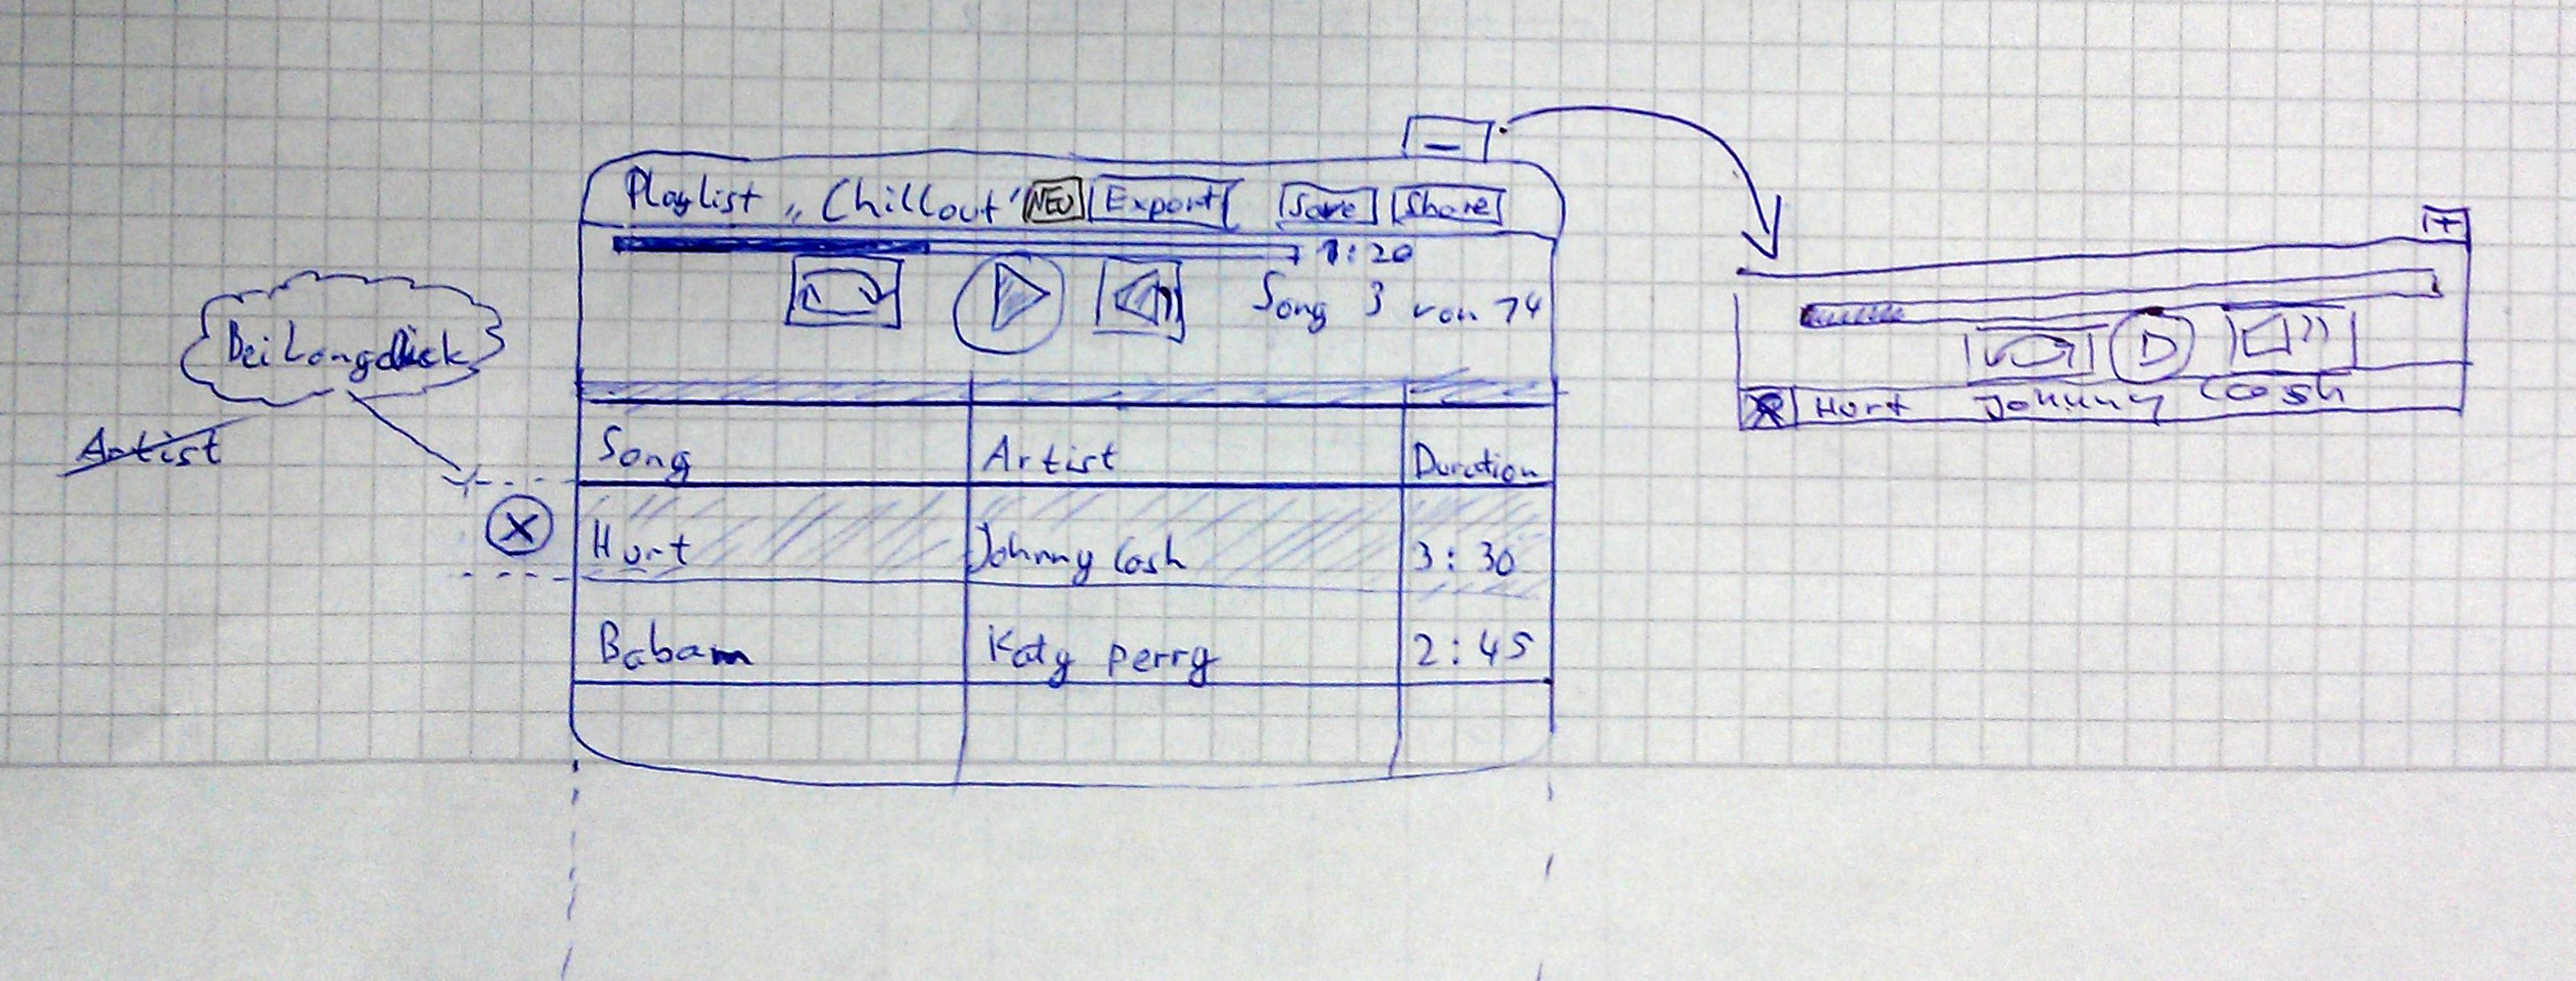 Playlist „Chillout" NEU Export Save Share
1:20
Song 3 von 74
Bei Longclick
Artist
Song Artist Duration
Hurt Johnny Cash 3:30
Babam Katy perry 2:45
Hurt Johnny Cash